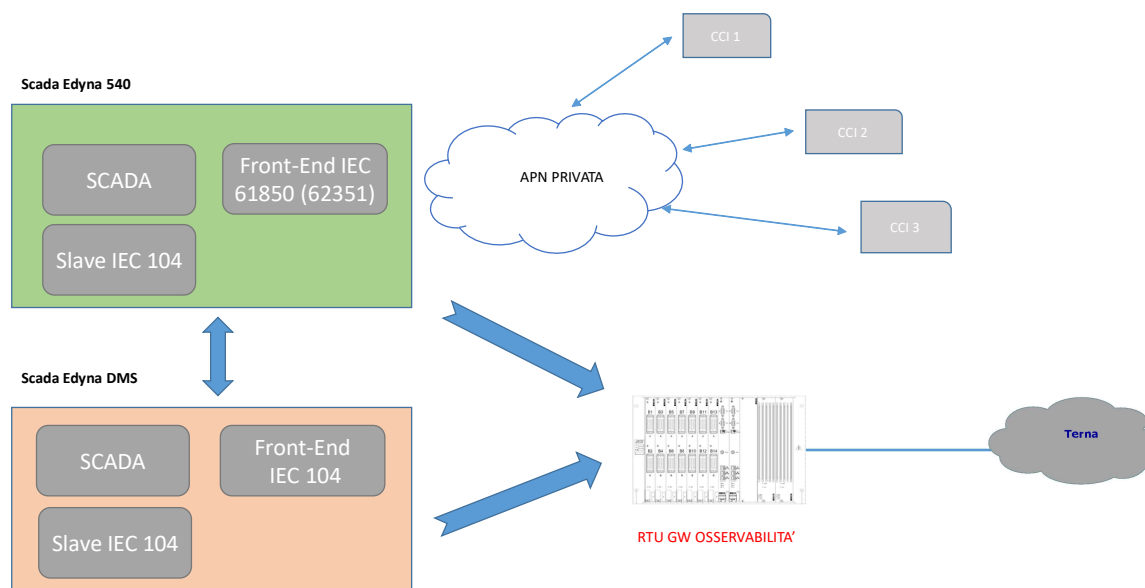 CCI 1
Scada Edyna 540
CCI 2
SCADA
Front-End IEC
61850 (62351)
APN PRIVATA
CCI 3
Slave IEC 104
Scada Edyna DMS
SCADA
Front-End
IEC 104
Terna
Slave IEC 104
RTU GW OSSERVABILITA’